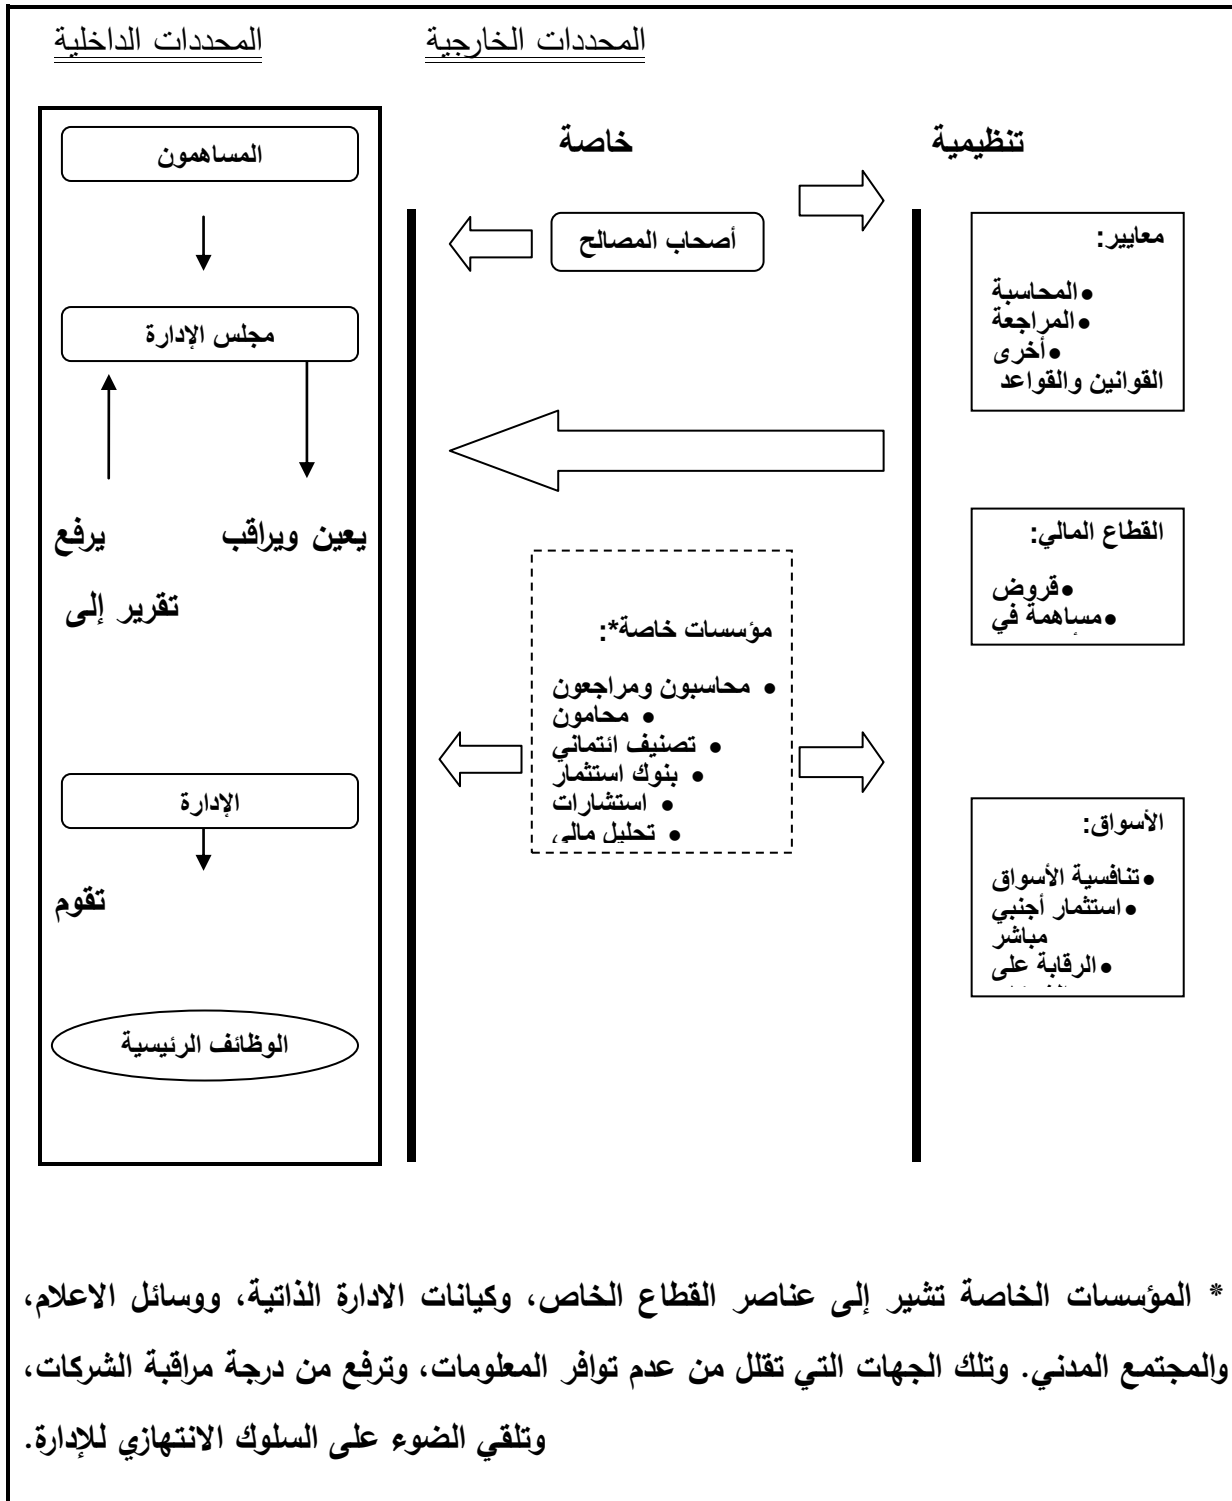 المحددات الخارجية
المحددات الداخلية
تنظيمية
خاصة
المساهمون
أصحاب المصالح
معايير:
•المحاسبة
•المراجعة
•أخرى
القوانين والقواعد
مجلس الإدارة
يعين ويراقب
يرفع
تقرير إلى
القطاع المالي:
•قروض
•مساهمة في
مؤسسات خاصة*:
• محاسبون ومراجعون
• محامون
• تصنيف ائتماني
• بنوك استثمار
• استشارات
• تحليل مالي
الإدارة
تقوم
الأسواق:
•تنافسية الأسواق
•استثمار أجنبي
مباشر
•الرقابة على
الوظائف الرئيسية
* المؤسسات الخاصة تشير إلى عناصر القطاع الخاص، وكيانات الادارة الذاتية، ووسائل الاعلام،
والمجتمع المدني. وتلك الجهات التي تقلل من عدم توافر المعلومات، وترفع من درجة مراقبة الشركات،
وتلقي الضوء على السلوك الانتهازي للإدارة.